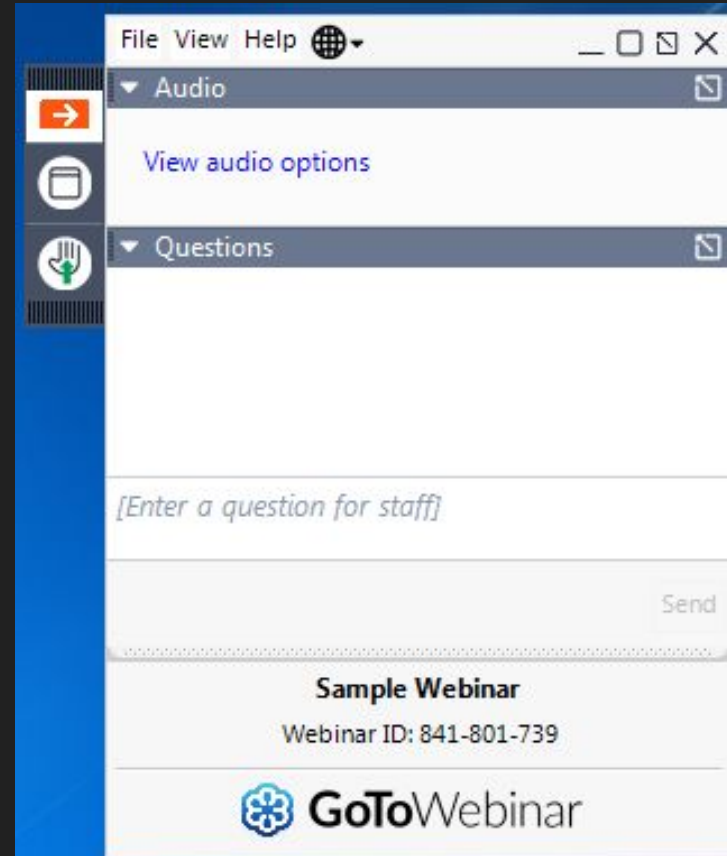 File View Help
Audio
View audio options
Questions
[Enter a question for staff]
Send
Sample Webinar
Webinar ID: 841-801-739
GoToWebinar